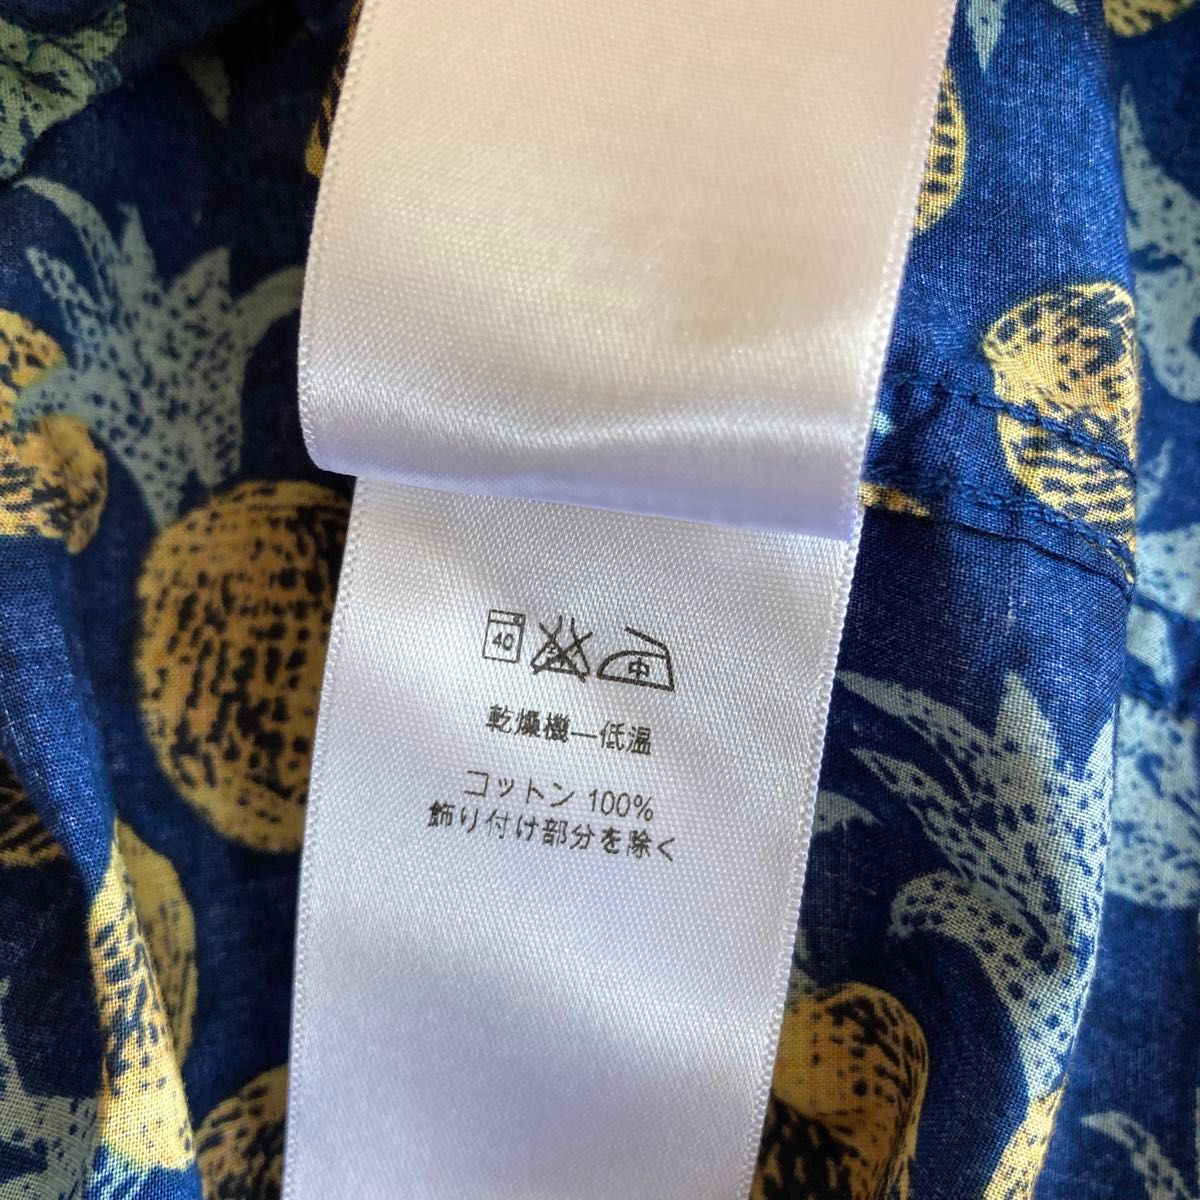 40 中
乾燥機—低温
コットン 100%
飾り付け部分を除く